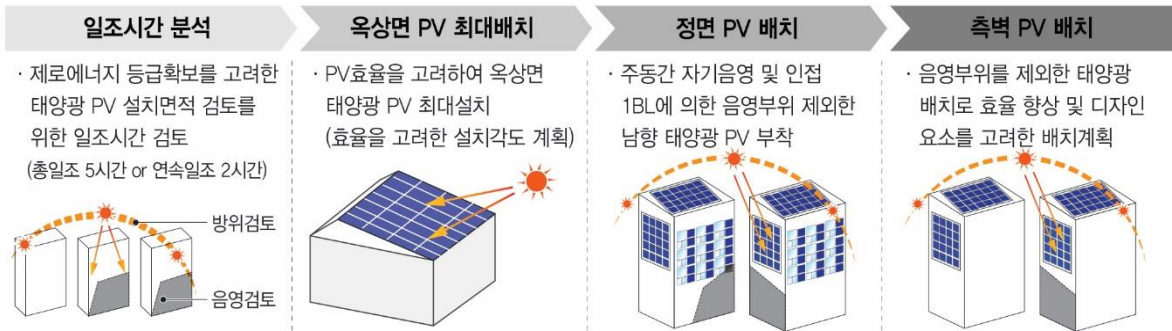 일조시간 분석
· 제로에너지 등급확보를 고려한
태양광 PV 설치면적 검토를
위한 일조시간 검토
(총일조 5시간 or 연속일조 2시간)
방위검토
음영검토
옥상면 PV 최대배치
· PV효율을 고려하여 옥상면
태양광 PV 최대설치
(효율을 고려한 설치각도 계획)
정면 PV 배치
· 주동간 자기음영 및 인접
1BL에 의한 음영부위 제외한
남향 태양광 PV 부착
측벽 PV 배치
· 음영부위를 제외한 태양광
배치로 효율 향상 및 디자인
요소를 고려한 배치계획